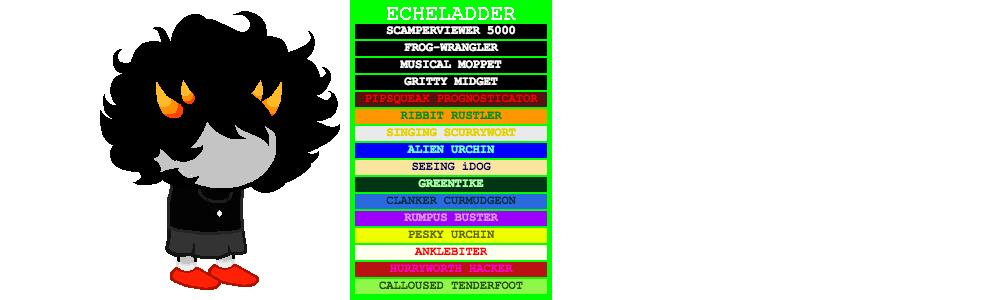 ECHELADDER
SCAMPERVIEWER 5000
FROG-WRANGLER
MUSICAL MOPPET
GRITTY MIDGET
PIPSQUEAK PROGNOSTICATOR
RIBBIT RUSTLER
SINGING SCURRYWORT
ALIEN URCHIN
SEEING iDOG
GREENTIKE
CLANKER CURMUDGEON
RUMPUS BUSTER
PESKY URCHIN
ANKLEBITER
HURRYWORTH HACKER
CALLOUSED TENDERFOOT